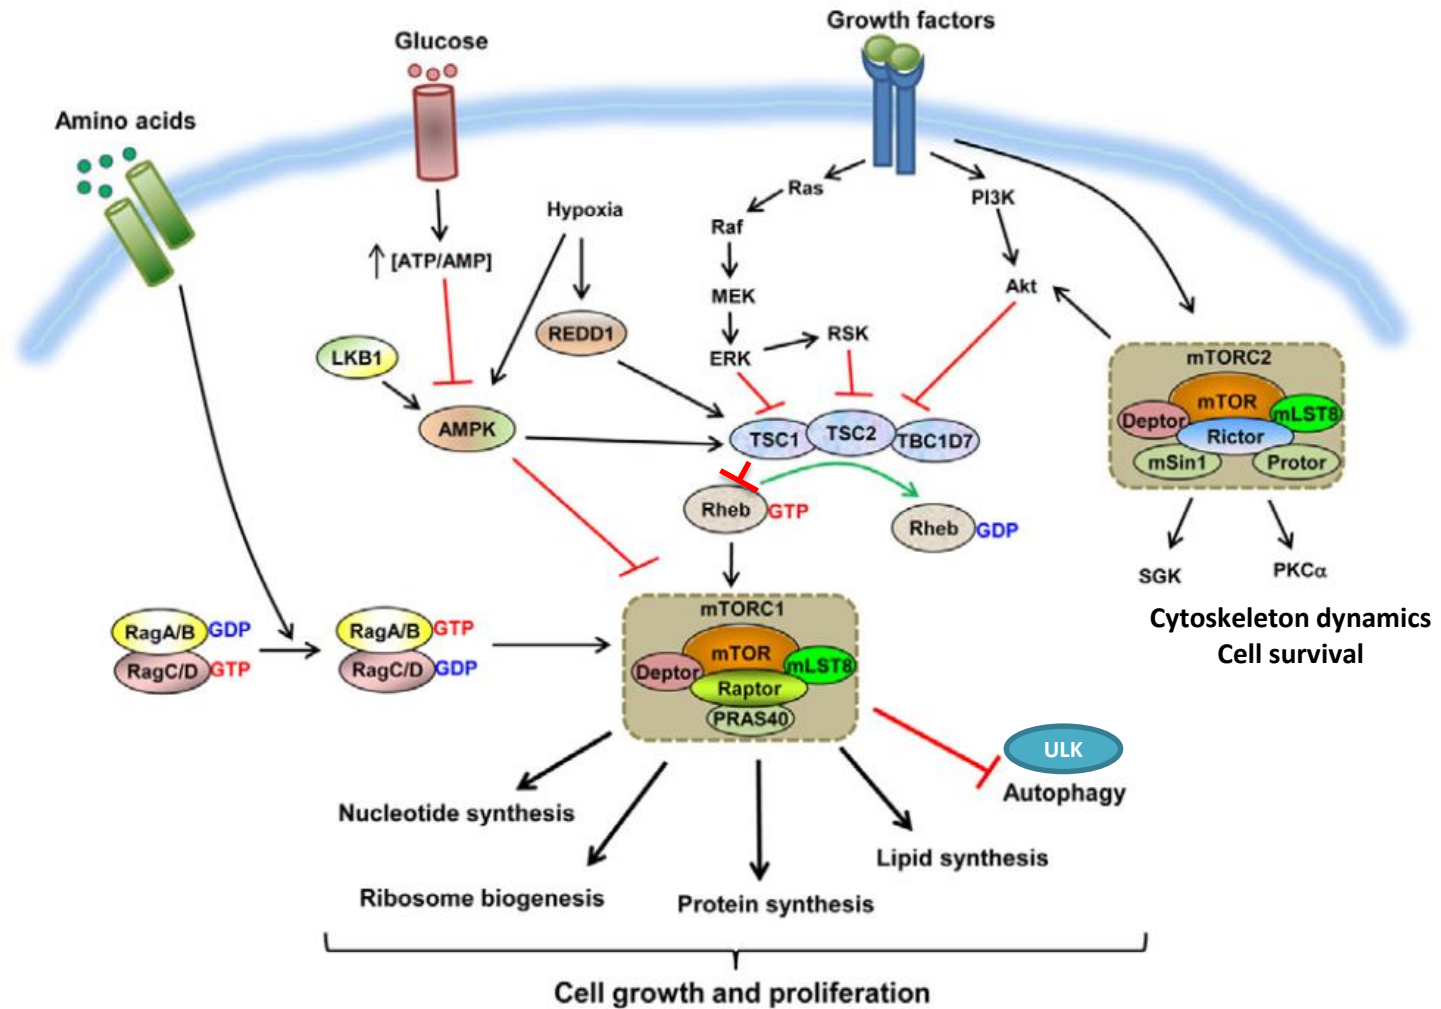 Growth factors
Glucose
Amino acids
Ras
PI3K
Hypoxia
Raf
[ATP/AMP]
Akt
MEK
REDD1
RSK
LKB1
ERK
mTORC2
mTOR
mLST8
Deptor
Rictor
mSin1
Protor
AMPK
TSC1
TSC2
TBC1D7
Rheb GTP
Rheb GDP
SGK
PKCα
Cytoskeleton dynamics
Cell survival
mTORC1
RagA/B GDP
RagC/D GTP
RagA/B GTP
RagC/D GDP
mTOR
Deptor
mLST8
Raptor
PRAS40
ULK
Autophagy
Nucleotide synthesis
Lipid synthesis
Ribosome biogenesis
Protein synthesis
Cell growth and proliferation